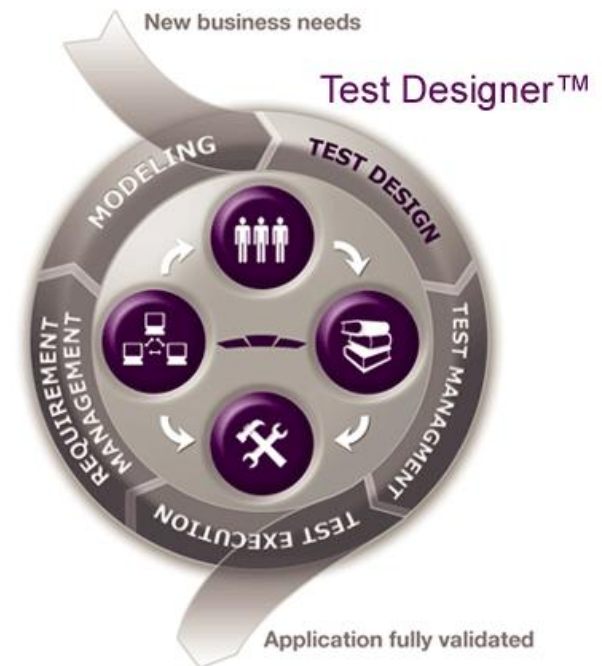 New business needs
Test Designer™
MODELING
TEST DESIGN
TEST MANAGMENT
TEST EXECUTION
REQUIREMENT
MANAGEMENT
Application fully validated